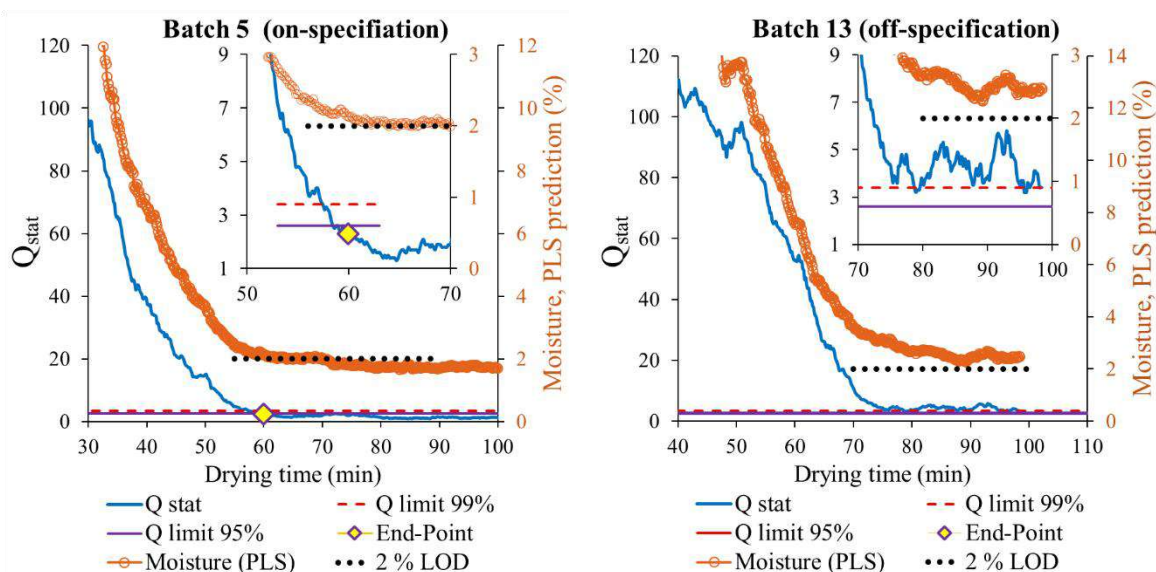 Batch 5 (on-specifiation)
120
100
80
60
40
20
0
Q stat
30 40 50 60 70 80 90 100
Drying time (min)
12
10
8
6
4
2
0
Moisture, PLS prediction (%)
9
7
5
3
1
50 60 70
3
2
1
0
Q stat
Q limit 99%
Q limit 95%
End-Point
Moisture (PLS)
2 % LOD
Batch 13 (off-specification)
120
100
80
60
40
20
0
Q stat
40 50 60 70 80 90 100 110
Drying time (min)
14
12
10
8
6
4
2
0
Moisture, PLS prediction (%)
9
7
5
3
1
70 80 90 100
3
2
1
0
Q stat
Q limit 99%
Q limit 95%
End-Point
Moisture (PLS)
2 % LOD